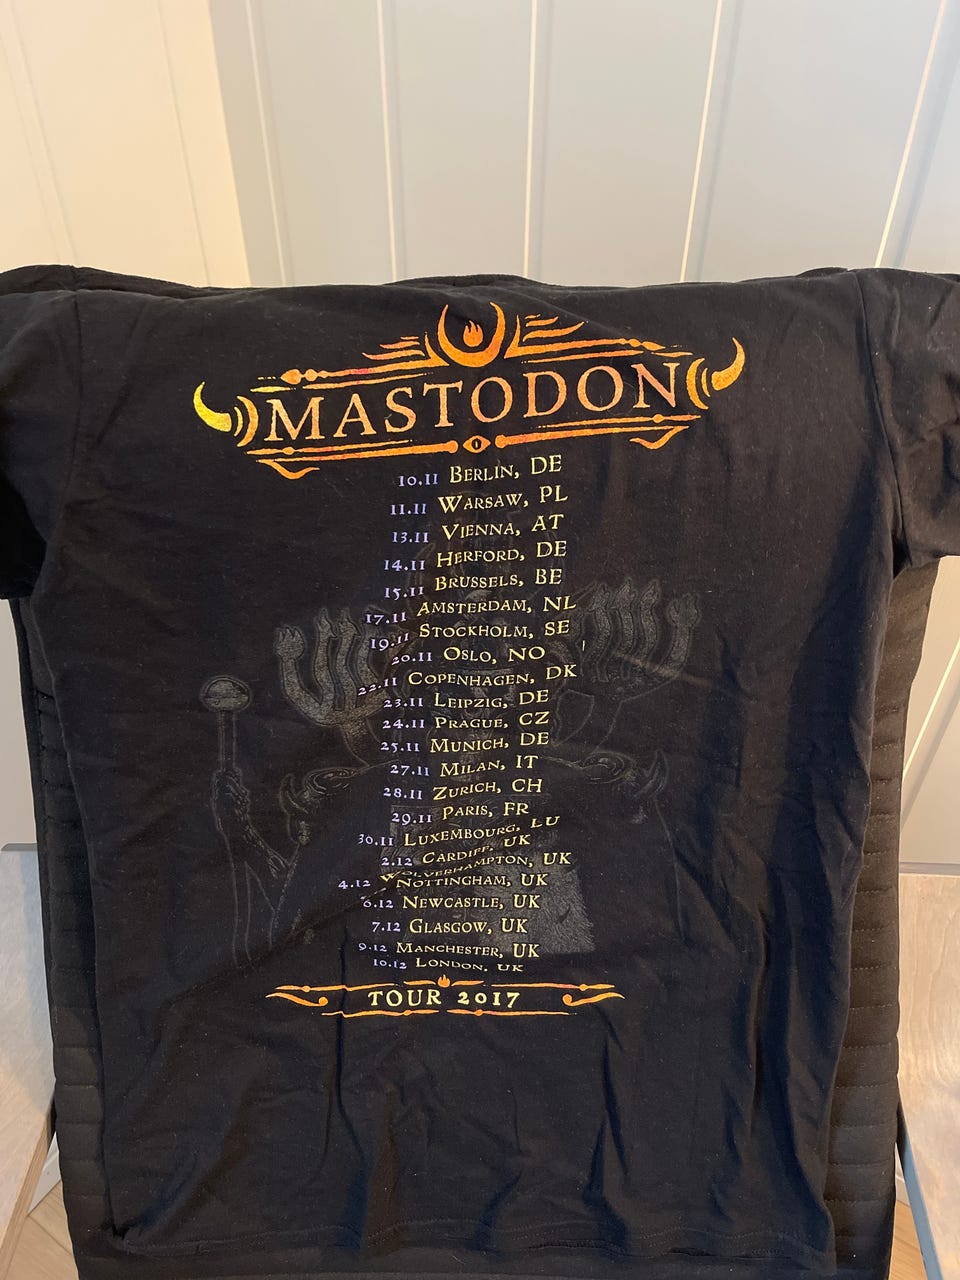 MASTODON
10.11 BERLIN, DE
11.11 WARSAW, PL
13.11 VIENNA, AT
14.11 HERFORD, DE
15.11 BRUSSELS, BE
17.11 AMSTERDAM, NL
19.11 STOCKHOLM, SE
20.11 OSLO, NO
22.11 COPENHAGEN, DK
23.11 LEIPZIG, DE
24.11 PRAGUE, CZ
25.11 MUNICH, DE
27.11 MILAN, IT
28.11 ZURICH, CH
29.11 PARIS, FR
30.11 LUXEMBOURG, LU
2.12 CARDIFF, UK
WOLVERHAMPTON, UK
4.12 NOTTINGHAM, UK
6.12 NEWCASTLE, UK
7.12 GLASGOW, UK
9.12 MANCHESTER, UK
10.12 LONDON, UK
TOUR 2017